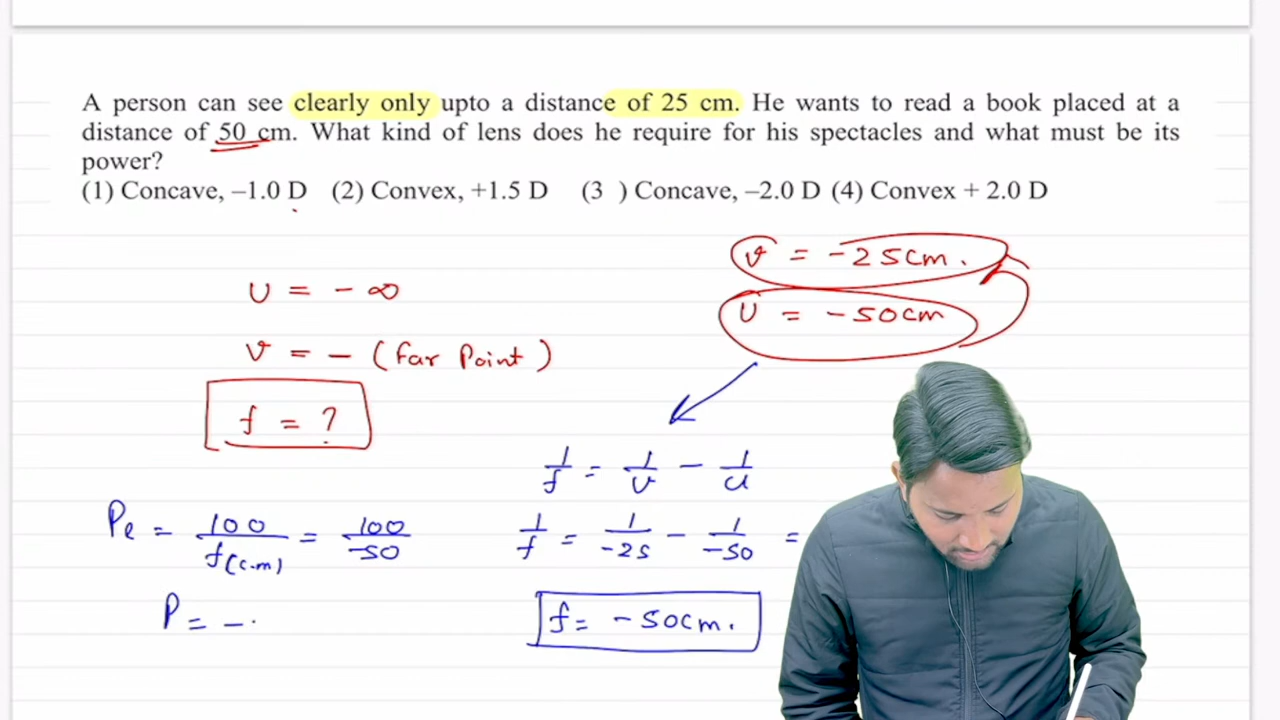 A person can see clearly only upto a distance of 25 cm. He wants to read a book placed at a
distance of 50 cm. What kind of lens does he require for his spectacles and what must be its
power?
(1) Concave, –1.0 D (2) Convex, +1.5 D (3 ) Concave, –2.0 D (4) Convex + 2.0 D
v = -25cm.
u = -50cm
u = - ∞
v = - (far Point)
f = ?
1/f = 1/v - 1/u
1/f = 1/-25 - 1/-50 =
f = -50cm.
Pe = 100/f(c.m) = 100/-50
P = -.